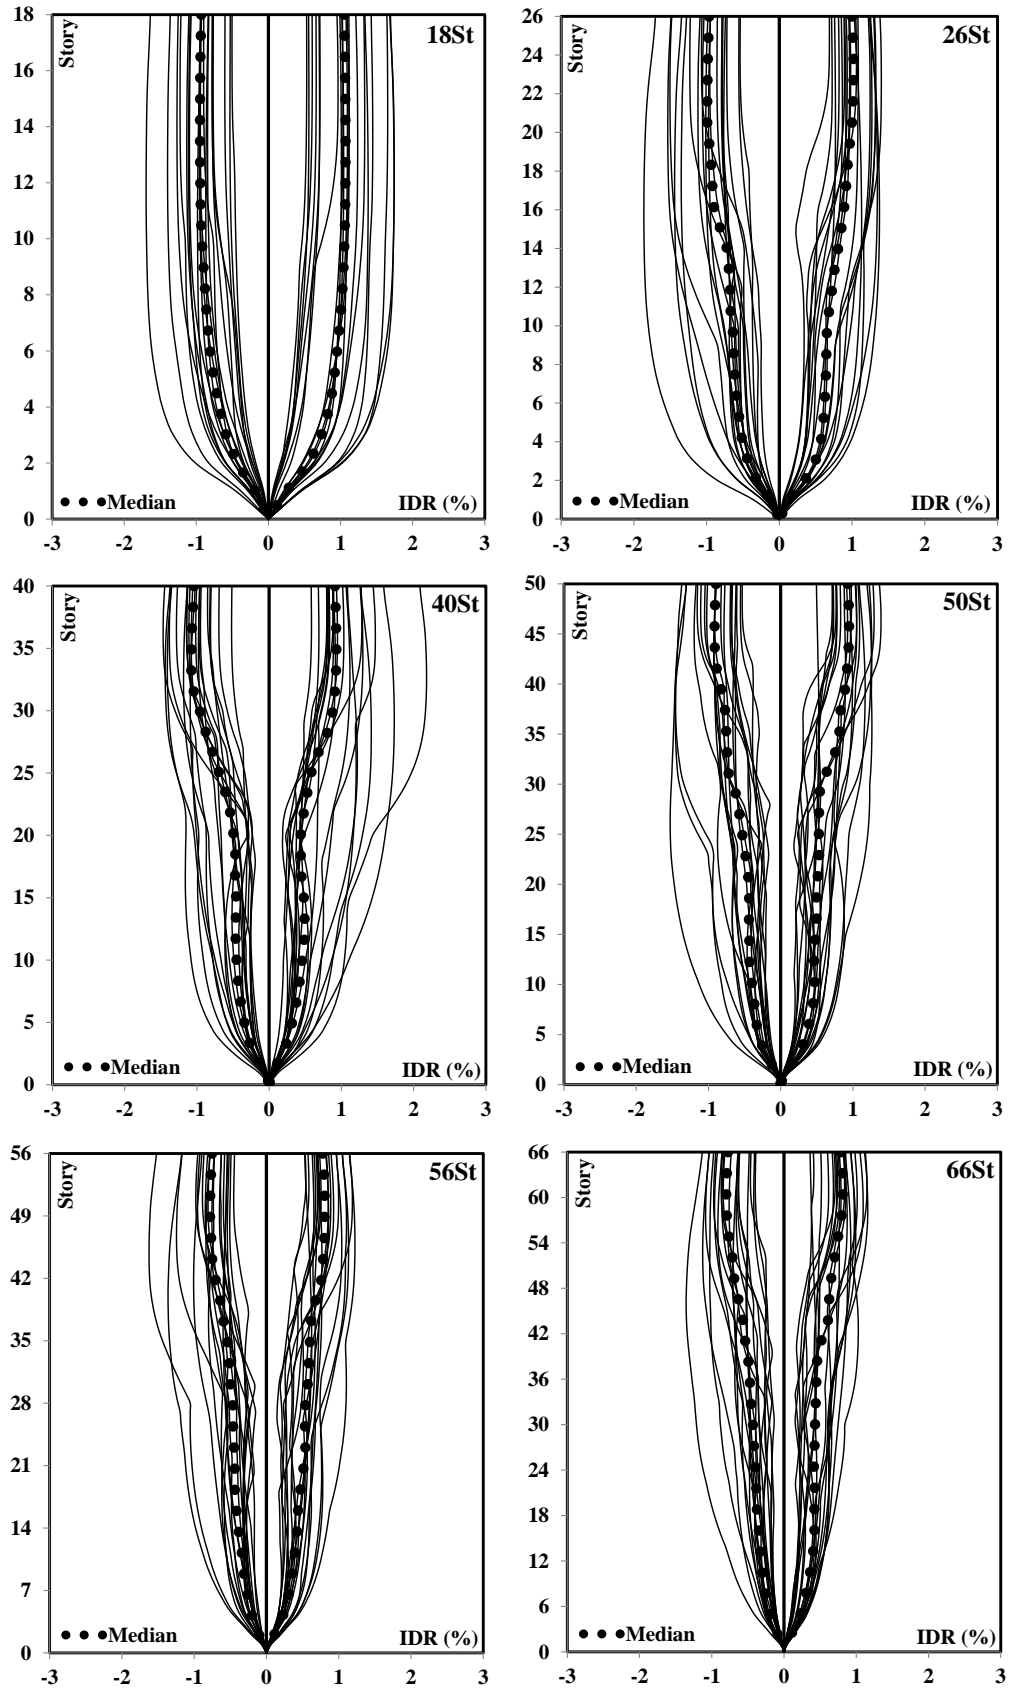 18St
Story
18
16
14
12
10
8
6
4
2
0
Median
IDR (%)
-3 -2 -1 0 1 2 3
26St
Story
26
24
22
20
18
16
14
12
10
8
6
4
2
0
Median
IDR (%)
-3 -2 -1 0 1 2 3
40St
Story
40
35
30
25
20
15
10
5
0
Median
IDR (%)
-3 -2 -1 0 1 2 3
50St
Story
50
45
40
35
30
25
20
15
10
5
0
Median
IDR (%)
-3 -2 -1 0 1 2 3
56St
Story
56
49
42
35
28
21
14
7
0
Median
IDR (%)
-3 -2 -1 0 1 2 3
66St
Story
66
60
54
48
42
36
30
24
18
12
6
0
Median
IDR (%)
-3 -2 -1 0 1 2 3